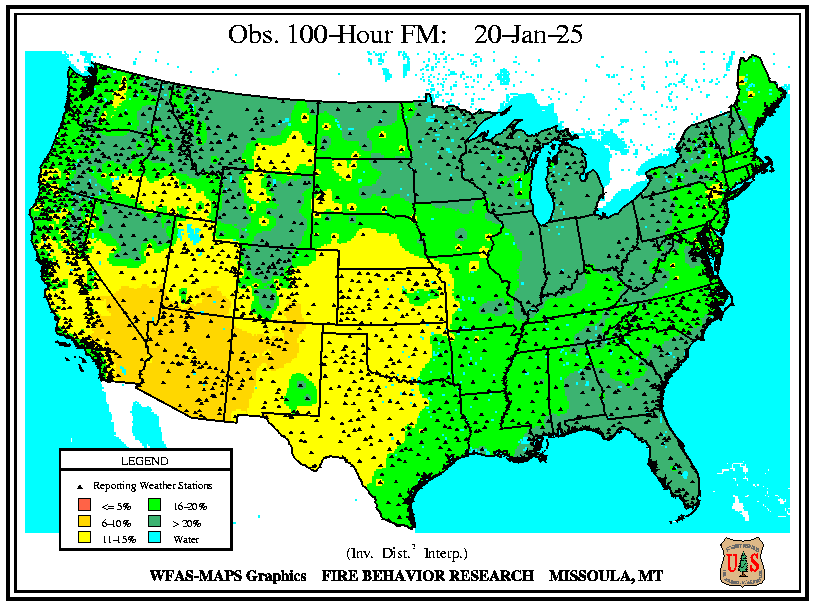 Obs. 100-Hour FM: 20-Jan-25
LEGEND
Reporting Weather Stations
<= 5%
16-20%
6-10%
> 20%
11-15%
Water
(Inv. Dist.² Interp.)
WFAS-MAPS Graphics FIRE BEHAVIOR RESEARCH MISSOULA, MT
U S